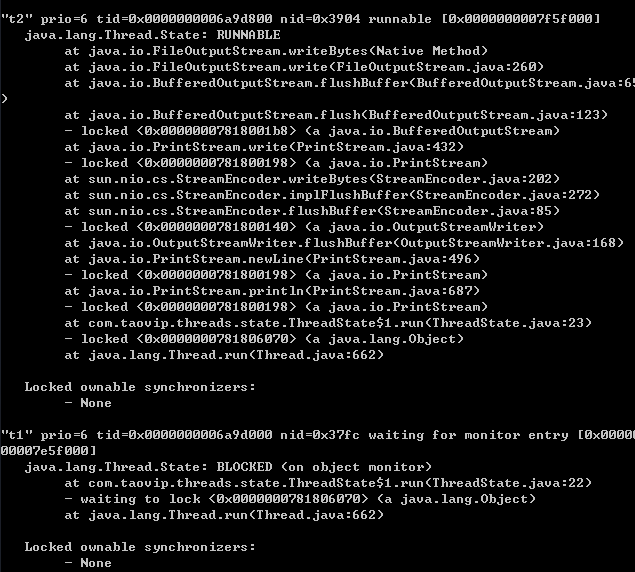 "t2" prio=6 tid=0x0000000006a9d800 nid=0x3904 runnable [0x0000000007f5f000]
java.lang.Thread.State: RUNNABLE
at java.io.FileOutputStream.writeBytes(Native Method)
at java.io.FileOutputStream.write(FileOutputStream.java:260)
at java.io.BufferedOutputStream.flushBuffer(BufferedOutputStream.java:65
)
at java.io.BufferedOutputStream.flush(BufferedOutputStream.java:123)
- locked <0x00000007818001b8> (a java.io.BufferedOutputStream)
at java.io.PrintStream.write(PrintStream.java:432)
- locked <0x0000000781800198> (a java.io.PrintStream)
at sun.nio.cs.StreamEncoder.writeBytes(StreamEncoder.java:202)
at sun.nio.cs.StreamEncoder.implFlushBuffer(StreamEncoder.java:272)
at sun.nio.cs.StreamEncoder.flushBuffer(StreamEncoder.java:85)
- locked <0x0000000781800140> (a java.io.OutputStreamWriter)
at java.io.OutputStreamWriter.flushBuffer(OutputStreamWriter.java:168)
at java.io.PrintStream.newLine(PrintStream.java:496)
- locked <0x0000000781800198> (a java.io.PrintStream)
at java.io.PrintStream.println(PrintStream.java:687)
- locked <0x0000000781800198> (a java.io.PrintStream)
at com.taovip.threads.state.ThreadState$1.run(ThreadState.java:23)
- locked <0x0000000781806070> (a java.lang.Object)
at java.lang.Thread.run(Thread.java:662)
Locked ownable synchronizers:
- None
"t1" prio=6 tid=0x0000000006a9d000 nid=0x37fc waiting for monitor entry [0x00000
00007e5f000]
java.lang.Thread.State: BLOCKED (on object monitor)
at com.taovip.threads.state.ThreadState$1.run(ThreadState.java:22)
- waiting to lock <0x0000000781806070> (a java.lang.Object)
at java.lang.Thread.run(Thread.java:662)
Locked ownable synchronizers:
- None